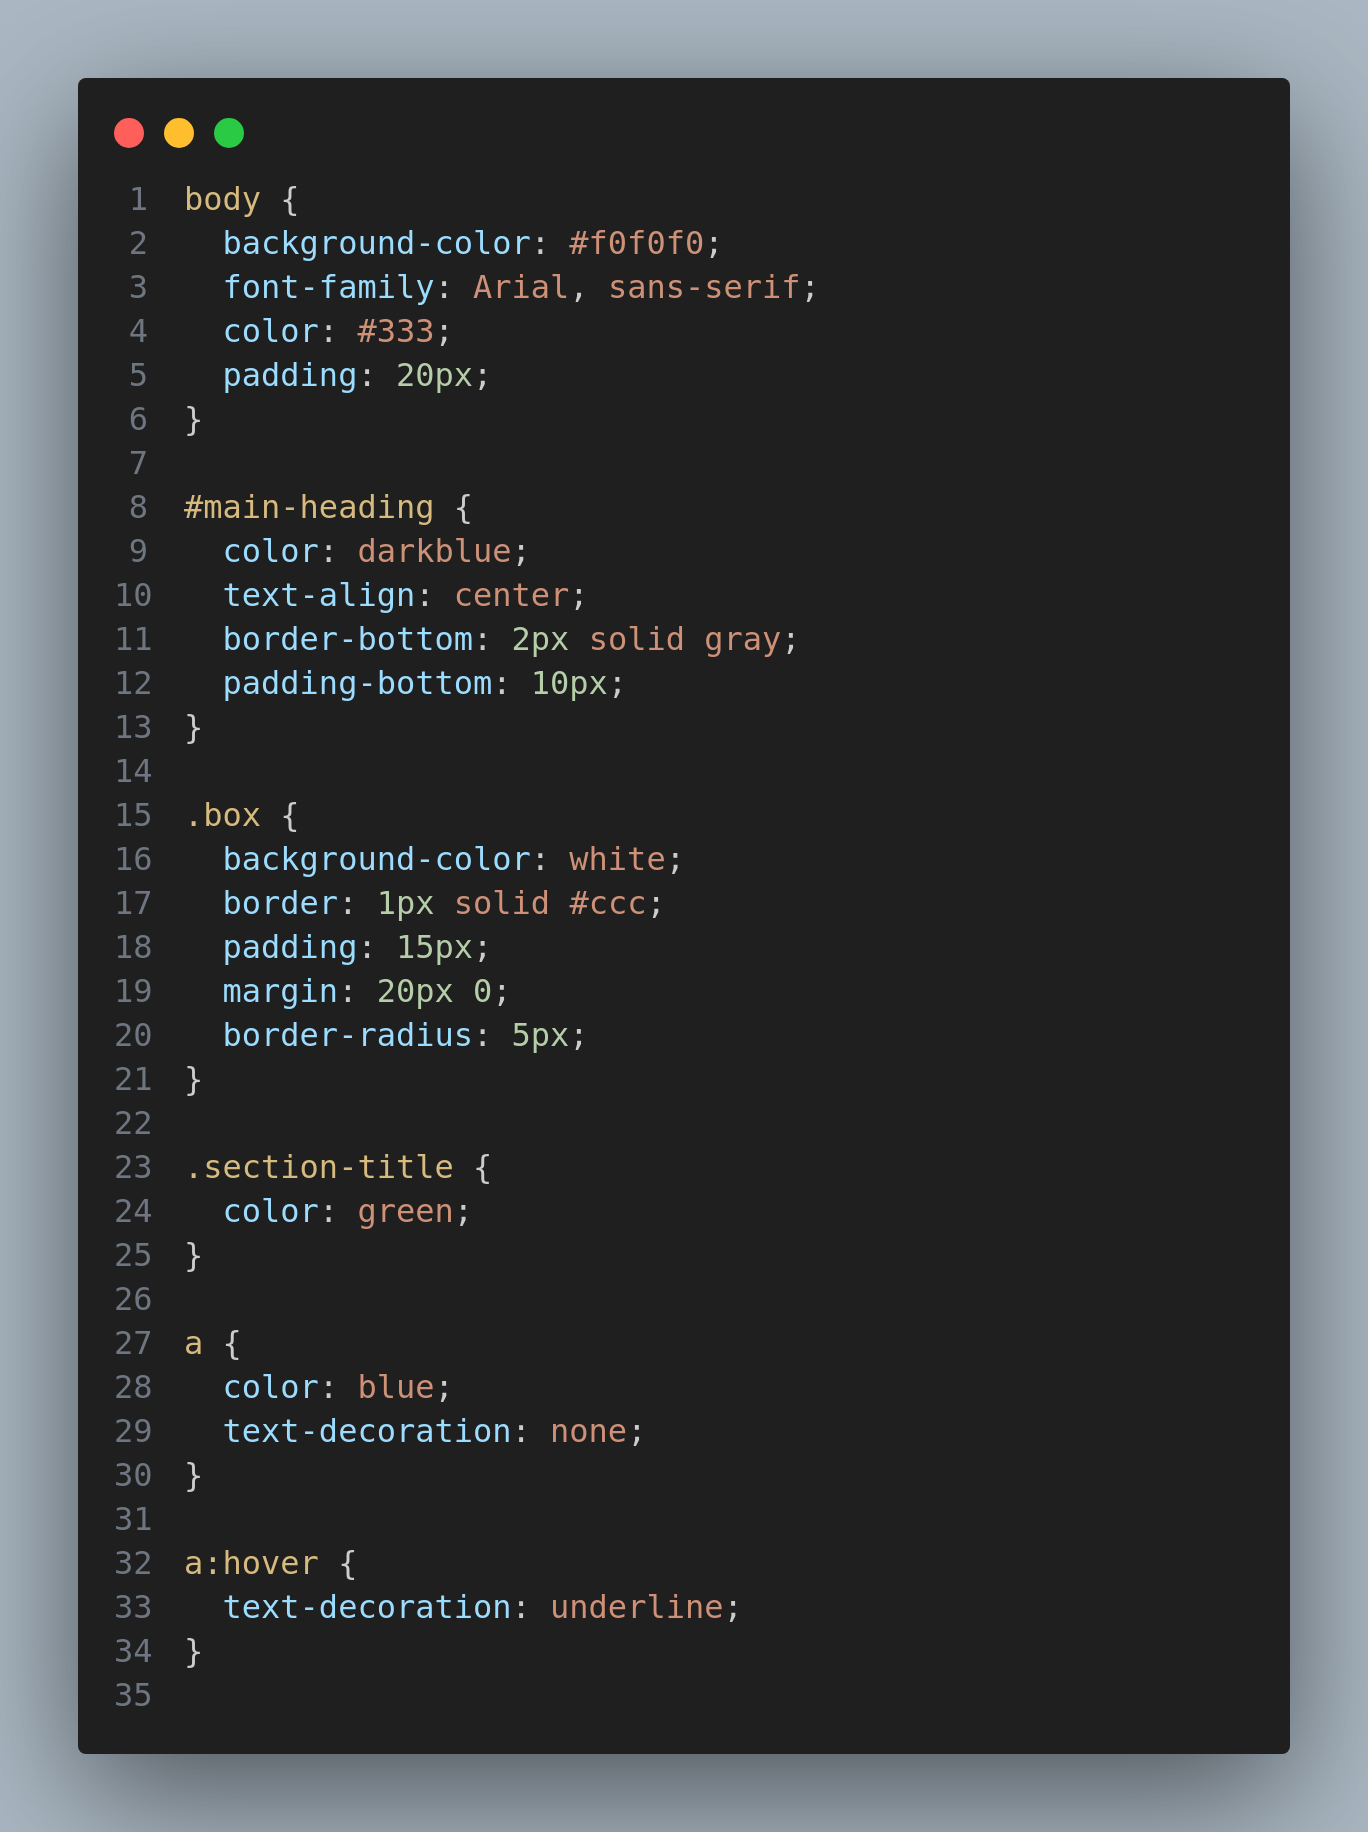 1 body {
2   background-color: #f0f0f0;
3   font-family: Arial, sans-serif;
4   color: #333;
5   padding: 20px;
6 }
7
8 #main-heading {
9   color: darkblue;
10   text-align: center;
11   border-bottom: 2px solid gray;
12   padding-bottom: 10px;
13 }
14
15 .box {
16   background-color: white;
17   border: 1px solid #ccc;
18   padding: 15px;
19   margin: 20px 0;
20   border-radius: 5px;
21 }
22
23 .section-title {
24   color: green;
25 }
26
27 a {
28   color: blue;
29   text-decoration: none;
30 }
31
32 a:hover {
33   text-decoration: underline;
34 }
35